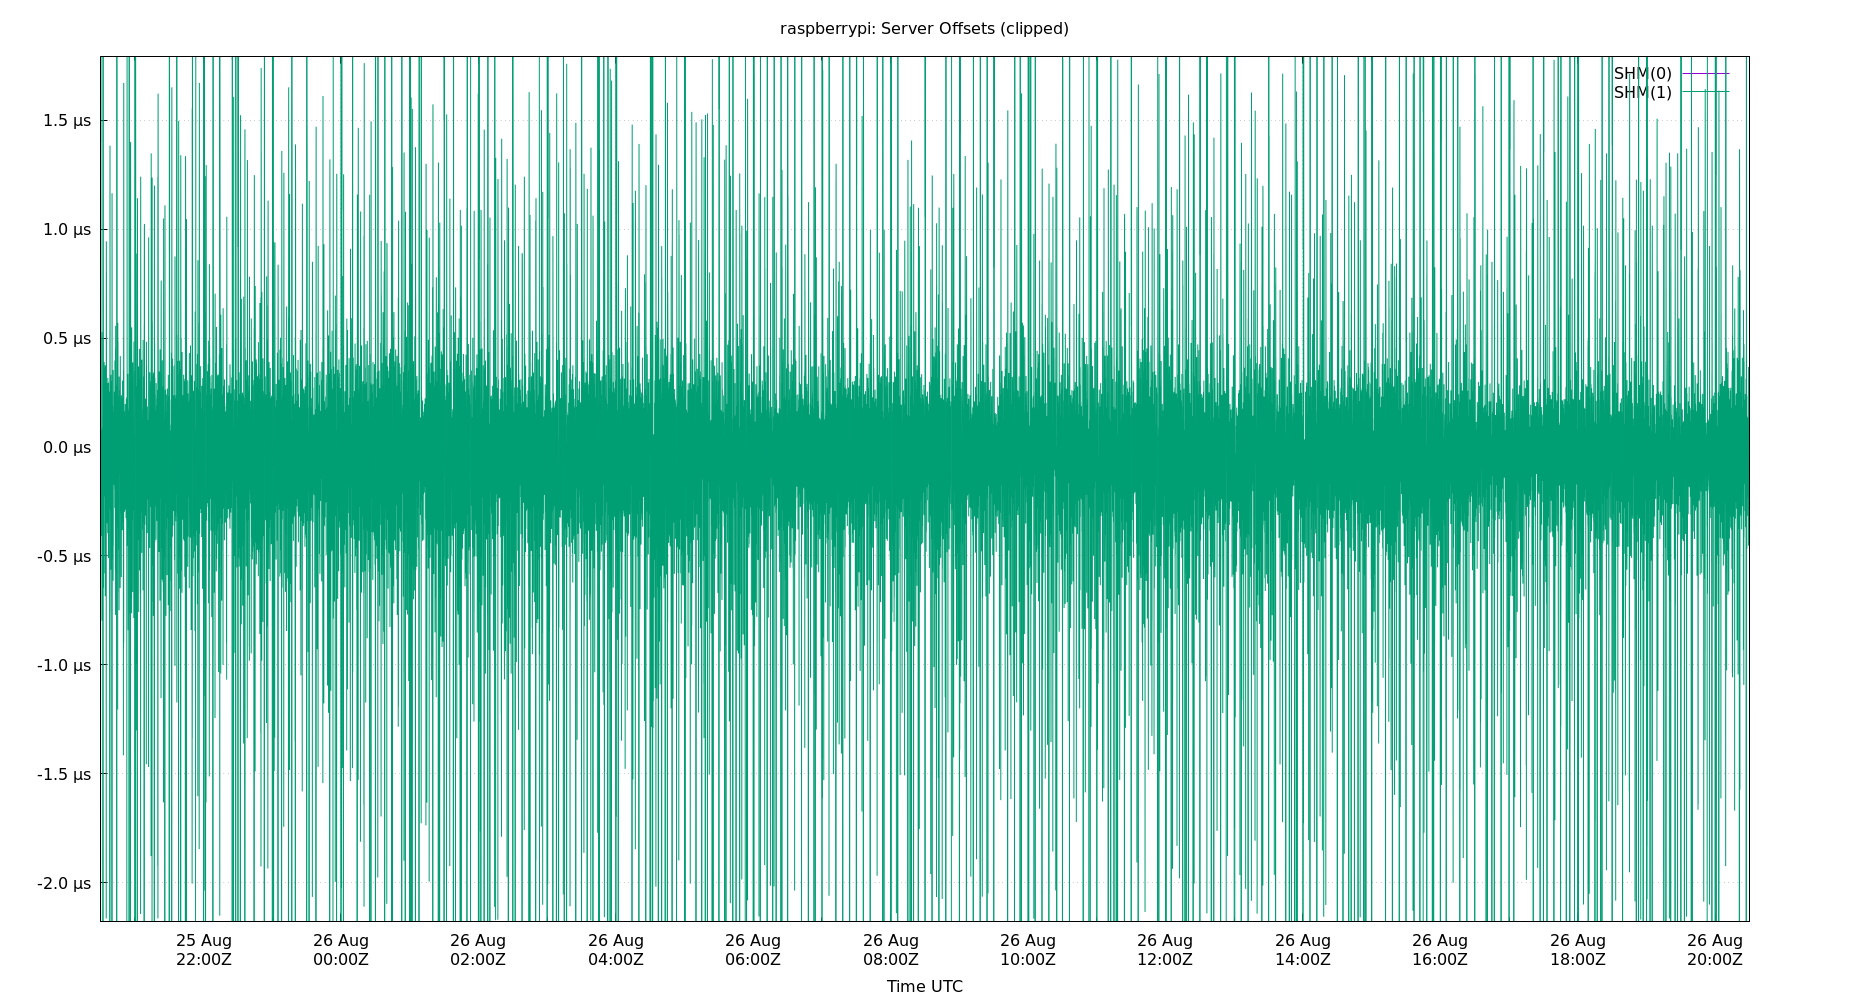 raspberrypi: Server Offsets (clipped)
SHM(0)
SHM(1)
1.5 µs
1.0 µs
0.5 µs
0.0 µs
-0.5 µs
-1.0 µs
-1.5 µs
-2.0 µs
25 Aug 26 Aug 26 Aug 26 Aug 26 Aug 26 Aug 26 Aug 26 Aug 26 Aug 26 Aug 26 Aug 26 Aug
22:00Z 00:00Z 02:00Z 04:00Z 06:00Z 08:00Z 10:00Z 12:00Z 14:00Z 16:00Z 18:00Z 20:00Z
Time UTC